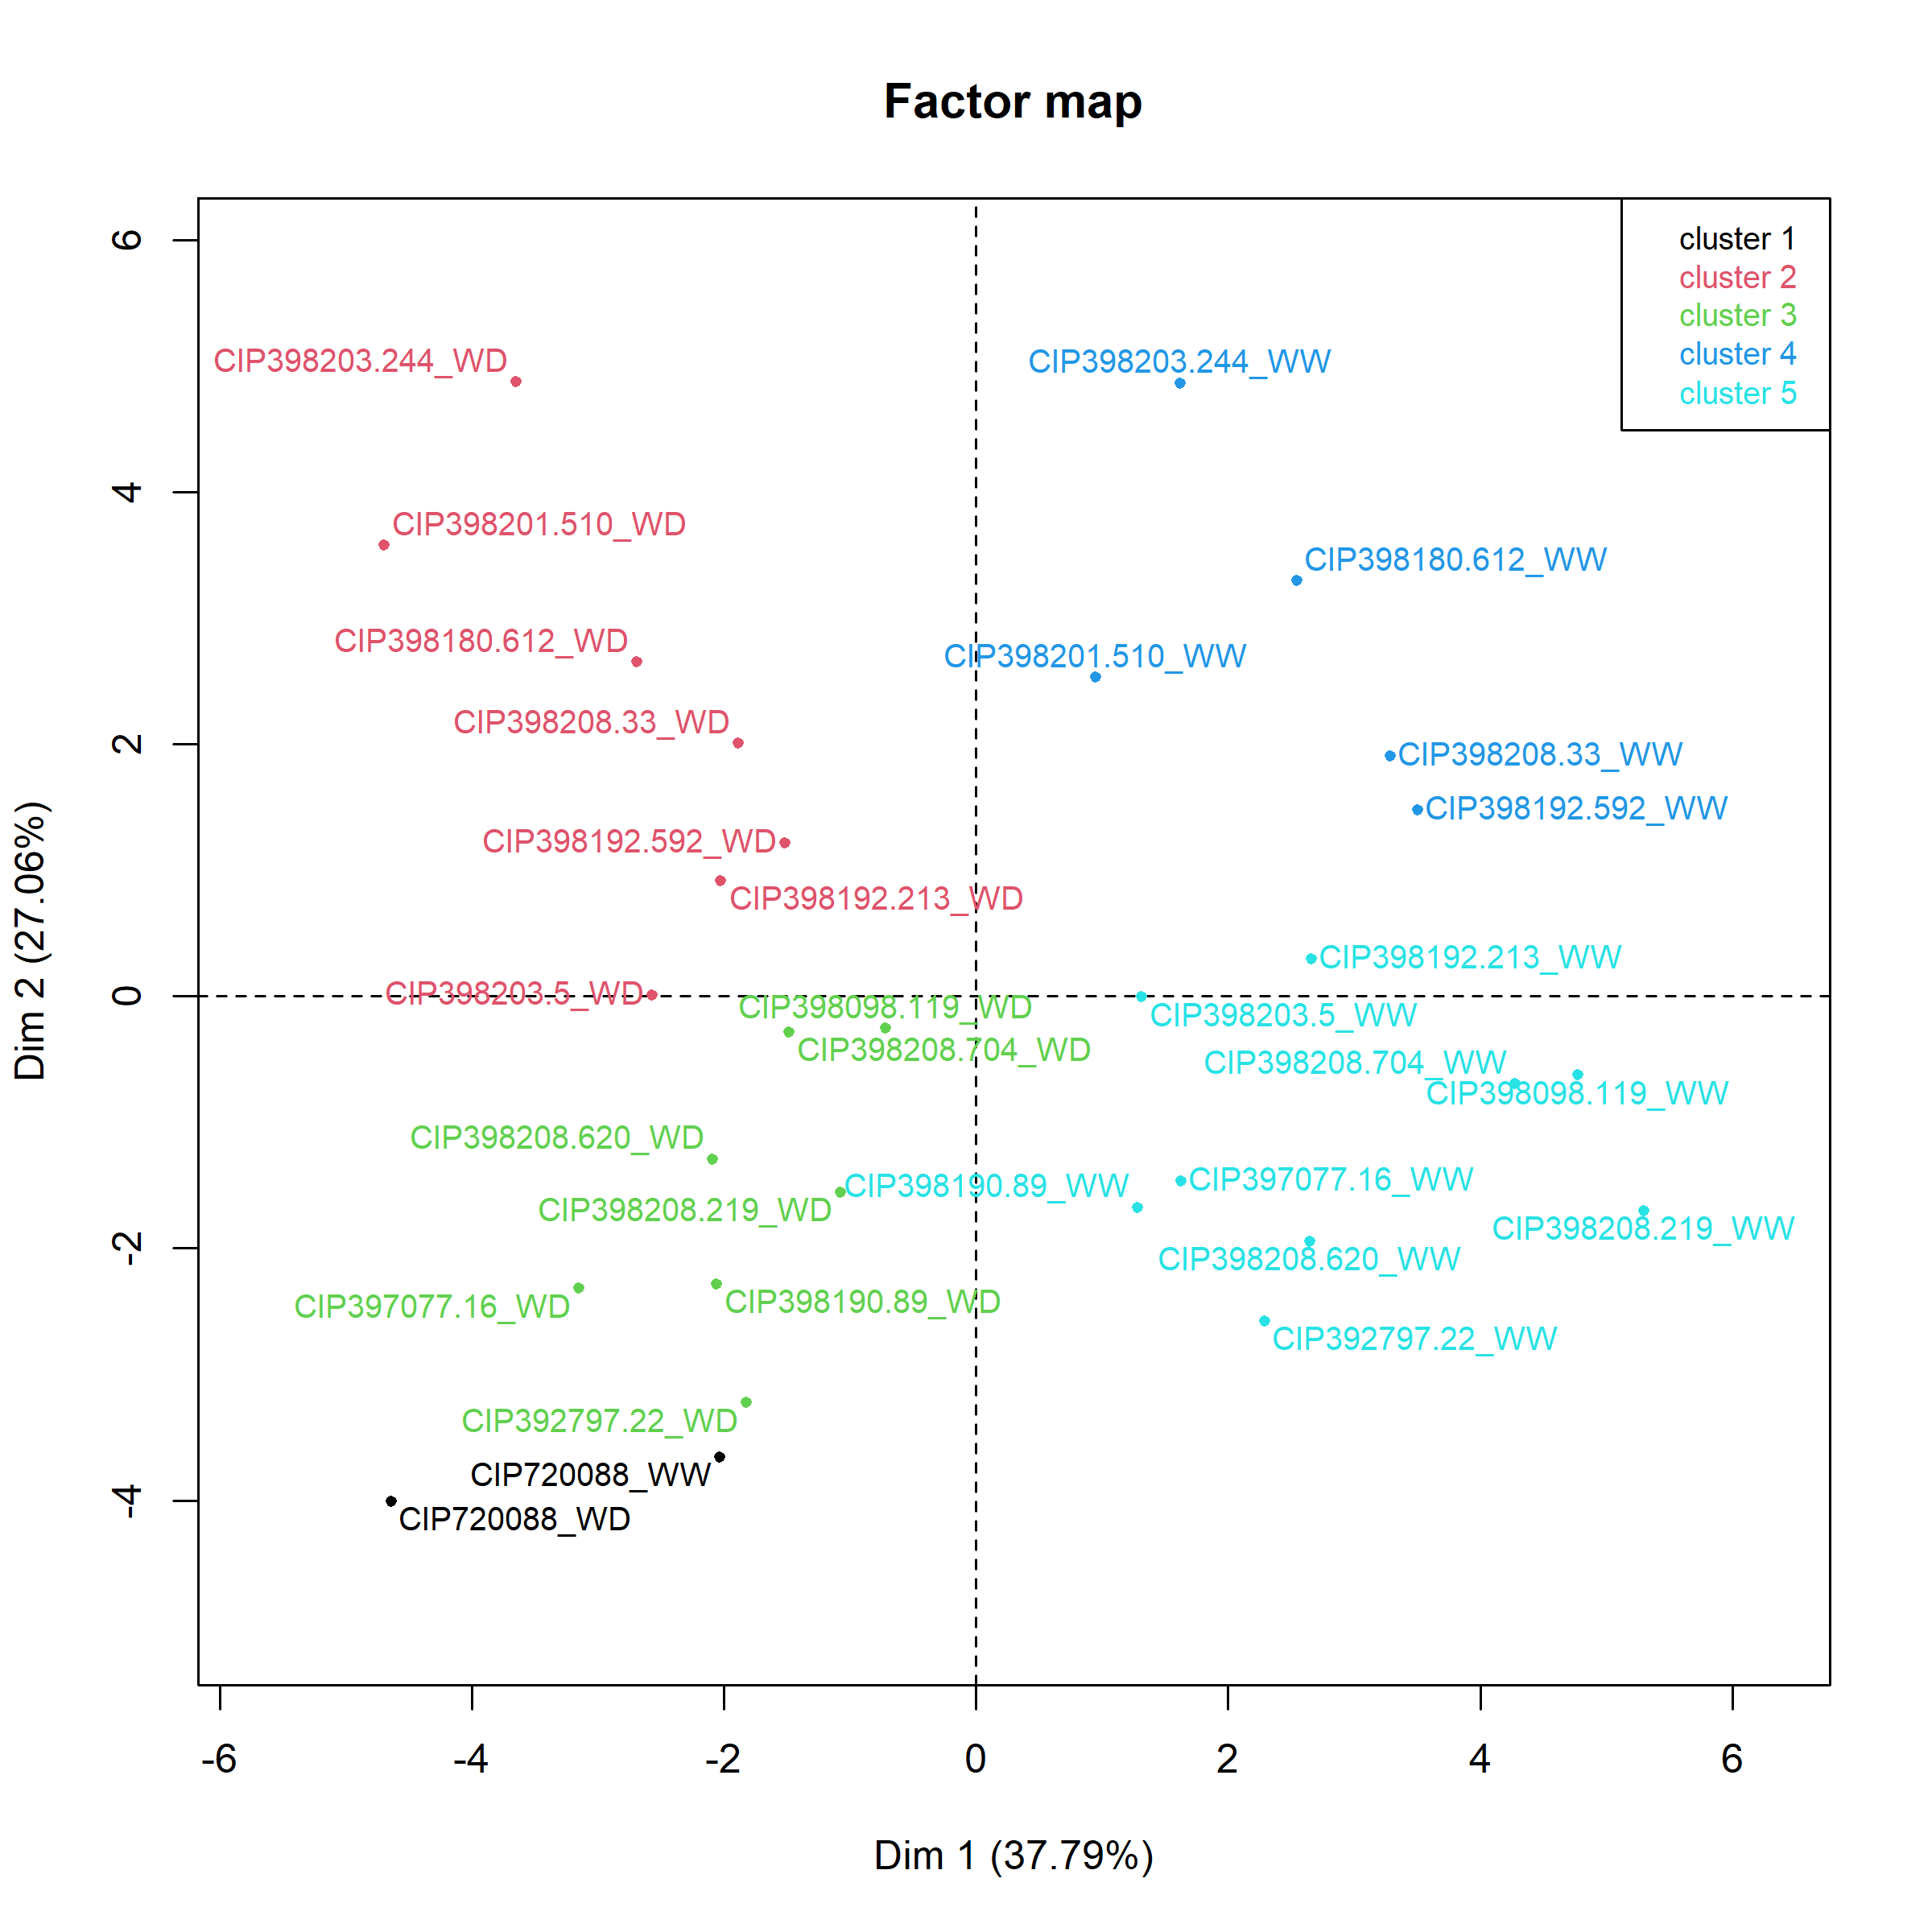 Factor map
cluster 1
cluster 2
cluster 3
cluster 4
cluster 5
6
4
2
0
-2
-4
Dim 2 (27.06%)
CIP398203.244_WD
CIP398203.244_WW
CIP398201.510_WD
CIP398180.612_WW
CIP398180.612_WD
CIP398201.510_WW
CIP398208.33_WD
CIP398208.33_WW
CIP398192.592_WW
CIP398192.592_WD
CIP398192.213_WD
CIP398192.213_WW
CIP398203.5_WD
CIP398098.119_WD
CIP398203.5_WW
CIP398208.704_WD
CIP398208.704_WW
CIP398098.119_WW
CIP398208.620_WD
CIP398190.89_WW
CIP397077.16_WW
CIP398208.219_WD
CIP398208.219_WW
CIP398208.620_WW
CIP397077.16_WD
CIP398190.89_WD
CIP392797.22_WW
CIP392797.22_WD
CIP720088_WW
CIP720088_WD
-6
-4
-2
0
2
4
6
Dim 1 (37.79%)